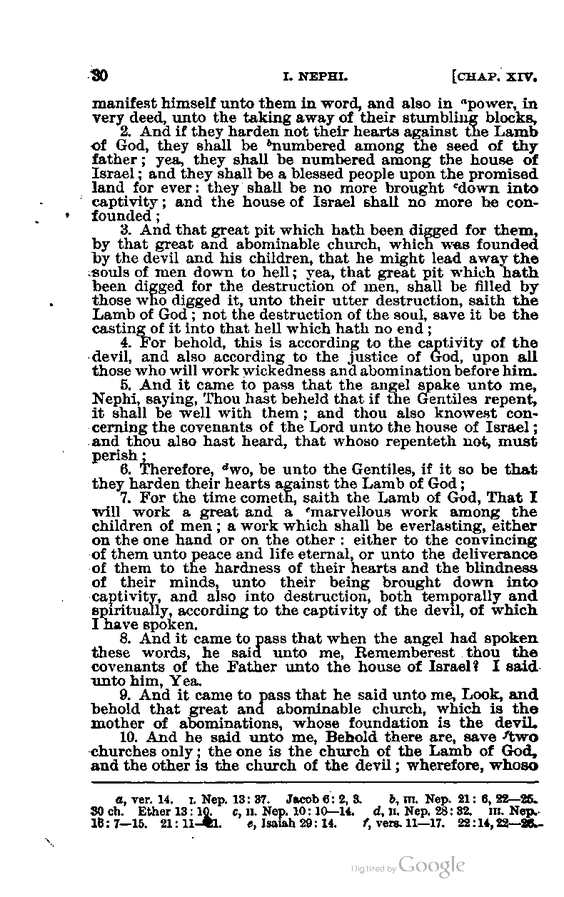 30 I. NEPHI. [CHAP. XIV.
manifest himself unto them in word, and also in ᵃpower, in
very deed, unto the taking away of their stumbling blocks,
2. And if they harden not their hearts against the Lamb
of God, they shall be ᵇnumbered among the seed of thy
father; yea, they shall be numbered among the house of
Israel; and they shall be a blessed people upon the promised
land for ever: they shall be no more brought ᶜdown into
captivity; and the house of Israel shall no more be con-
founded;
3. And that great pit which hath been digged for them,
by that great and abominable church, which was founded
by the devil and his children, that he might lead away the
souls of men down to hell; yea, that great pit which hath
been digged for the destruction of men, shall be filled by
those who digged it, unto their utter destruction, saith the
Lamb of God; not the destruction of the soul, save it be the
casting of it into that hell which hath no end;
4. For behold, this is according to the captivity of the
devil, and also according to the justice of God, upon all
those who will work wickedness and abomination before him.
5. And it came to pass that the angel spake unto me,
Nephi, saying, Thou hast beheld that if the Gentiles repent,
it shall be well with them; and thou also knowest con-
cerning the covenants of the Lord unto the house of Israel;
and thou also hast heard, that whoso repenteth not, must
perish;
6. Therefore, ᵈwo, be unto the Gentiles, if it so be that
they harden their hearts against the Lamb of God;
7. For the time cometh, saith the Lamb of God, That I
will work a great and a ᵉmarvellous work among the
children of men; a work which shall be everlasting, either
on the one hand or on the other: either to the convincing
of them unto peace and life eternal, or unto the deliverance
of them to the hardness of their hearts and the blindness
of their minds, unto their being brought down into
captivity, and also into destruction, both temporally and
spiritually, according to the captivity of the devil, of which
I have spoken.
8. And it came to pass that when the angel had spoken
these words, he said unto me, Rememberest thou the
covenants of the Father unto the house of Israel? I said
unto him, Yea.
9. And it came to pass that he said unto me, Look, and
behold that great and abominable church, which is the
mother of abominations, whose foundation is the devil.
10. And he said unto me, Behold there are, save ᶠtwo
churches only; the one is the church of the Lamb of God,
and the other is the church of the devil; wherefore, whoso
a, ver. 14. I. Nep. 13: 37. Jacob 6: 2, 3. b, III. Nep. 21: 6, 22—25.
30 ch. Ether 13: 10. c, II. Nep. 10: 10—14. d, II. Nep. 28: 32. III. Nep.
16: 7—15. 21: 11—21. e, Isaiah 29: 14. f, vers. 11—17. 22: 14, 22—26.
Digitized by Google